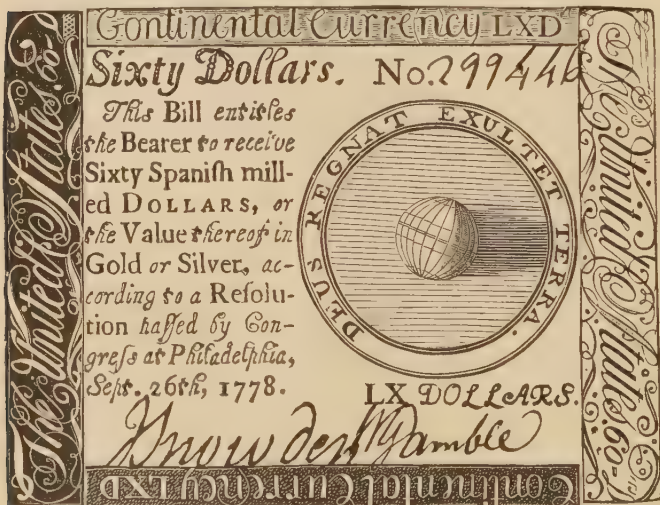 Continental Currency LXD
Sixty Dollars. No. 299446
This Bill entitles
the Bearer to receive
Sixty Spanish mill-
ed DOLLARS, or
the Value thereof in
Gold or Silver, ac-
cording to a Resolu-
tion passed by Con-
gress at Philadelphia,
Sept. 26th, 1778.
DEUS REGNAT EXULTET TERRA.
LX DOLLARS.
Snowden W Gamble
The United States. 60
The United States. 60
Continental Currency LXD